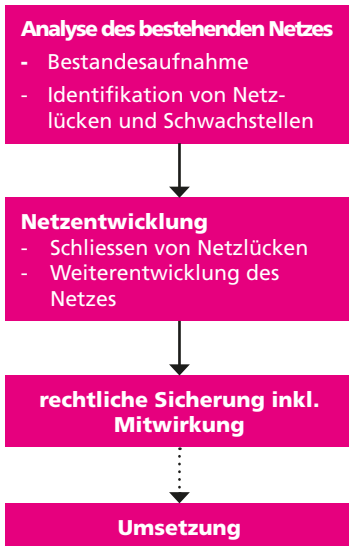 Analyse des bestehenden Netzes
- Bestandesaufnahme
- Identifikation von Netz-
lücken und Schwachstellen
Netzentwicklung
- Schliessen von Netzlücken
- Weiterentwicklung des
Netzes
rechtliche Sicherung inkl.
Mitwirkung
Umsetzung